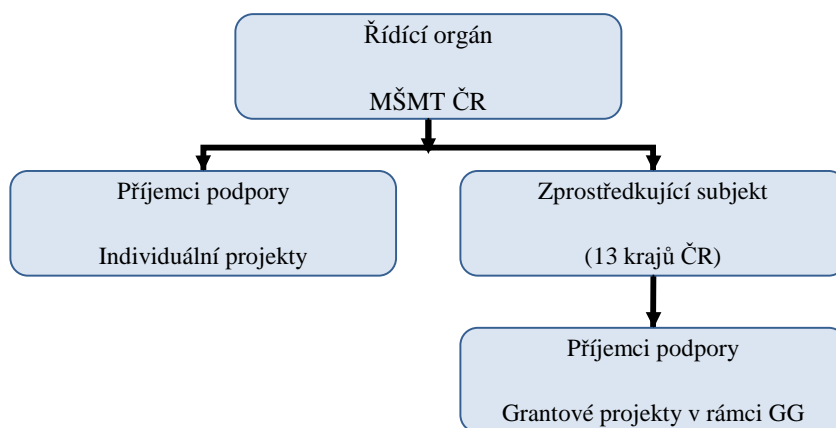 Řídící orgán
MŠMT ČR
Příjemci podpory
Individuální projekty
Zprostředkující subjekt
(13 krajů ČR)
Příjemci podpory
Grantové projekty v rámci GG